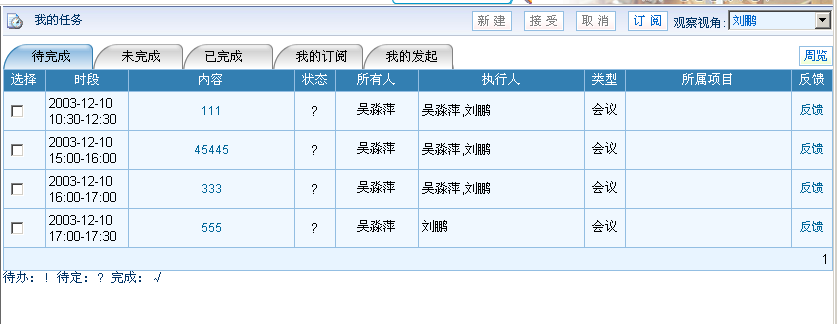 我的任务 新 建 接 受 取 消 订 阅 观察视角: 刘鹏
待完成 未完成 已完成 我的订阅 我的发起 周览
选择 时段 内容 状态 所有人 执行人 类型 所属项目 反馈
2003-12-10
10:30-12:30 111 ? 吴淼萍 吴淼萍,刘鹏 会议 反馈
2003-12-10
15:00-16:00 45445 ? 吴淼萍 吴淼萍,刘鹏 会议 反馈
2003-12-10
16:00-17:00 333 ? 吴淼萍 吴淼萍,刘鹏 会议 反馈
2003-12-10
17:00-17:30 555 ? 吴淼萍 刘鹏 会议 反馈
1
待办: ! 待定: ? 完成: √